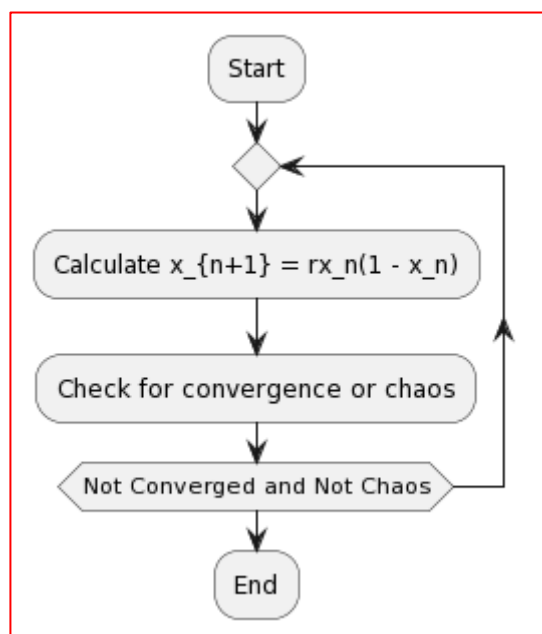 Start
Calculate x_{n+1} = rx_n(1 - x_n)
Check for convergence or chaos
Not Converged and Not Chaos
End